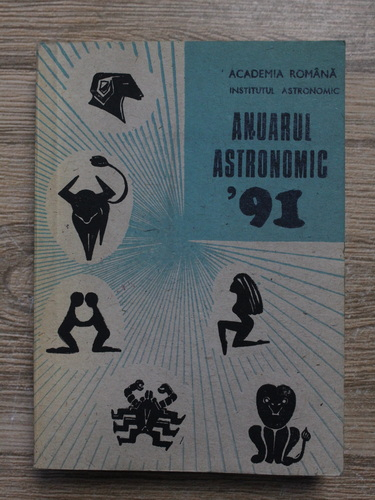 ACADEMIA ROMÂNĂ
INSTITUTUL ASTRONOMIC
ANUARUL
ASTRONOMIC
'91